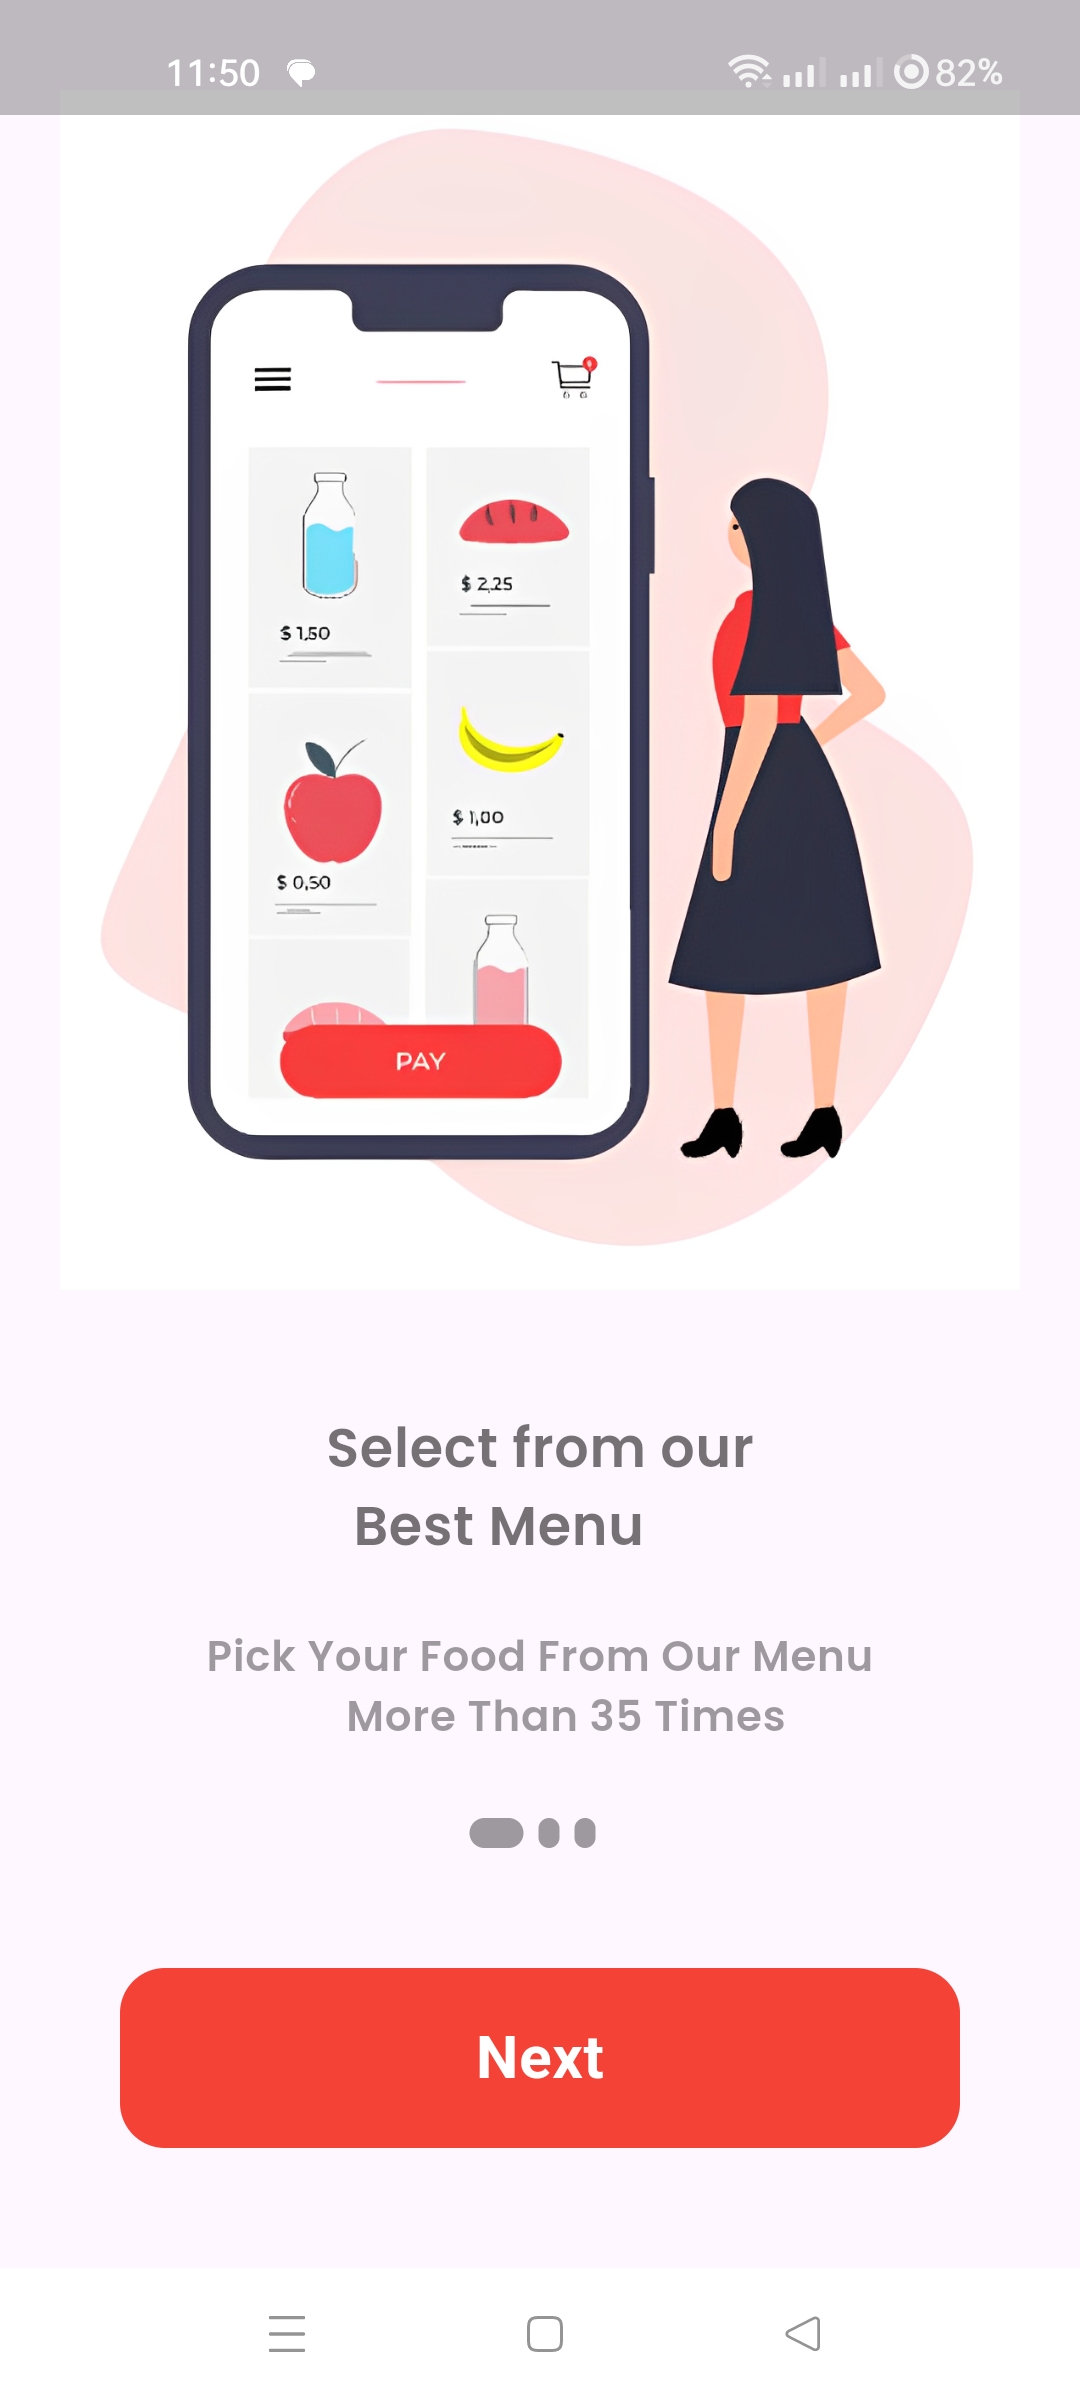 11:50
82%
$ 2,25
$ 1,50
$ 1,00
$ 0,50
PAY
Select from our
Best Menu
Pick Your Food From Our Menu
More Than 35 Times
Next